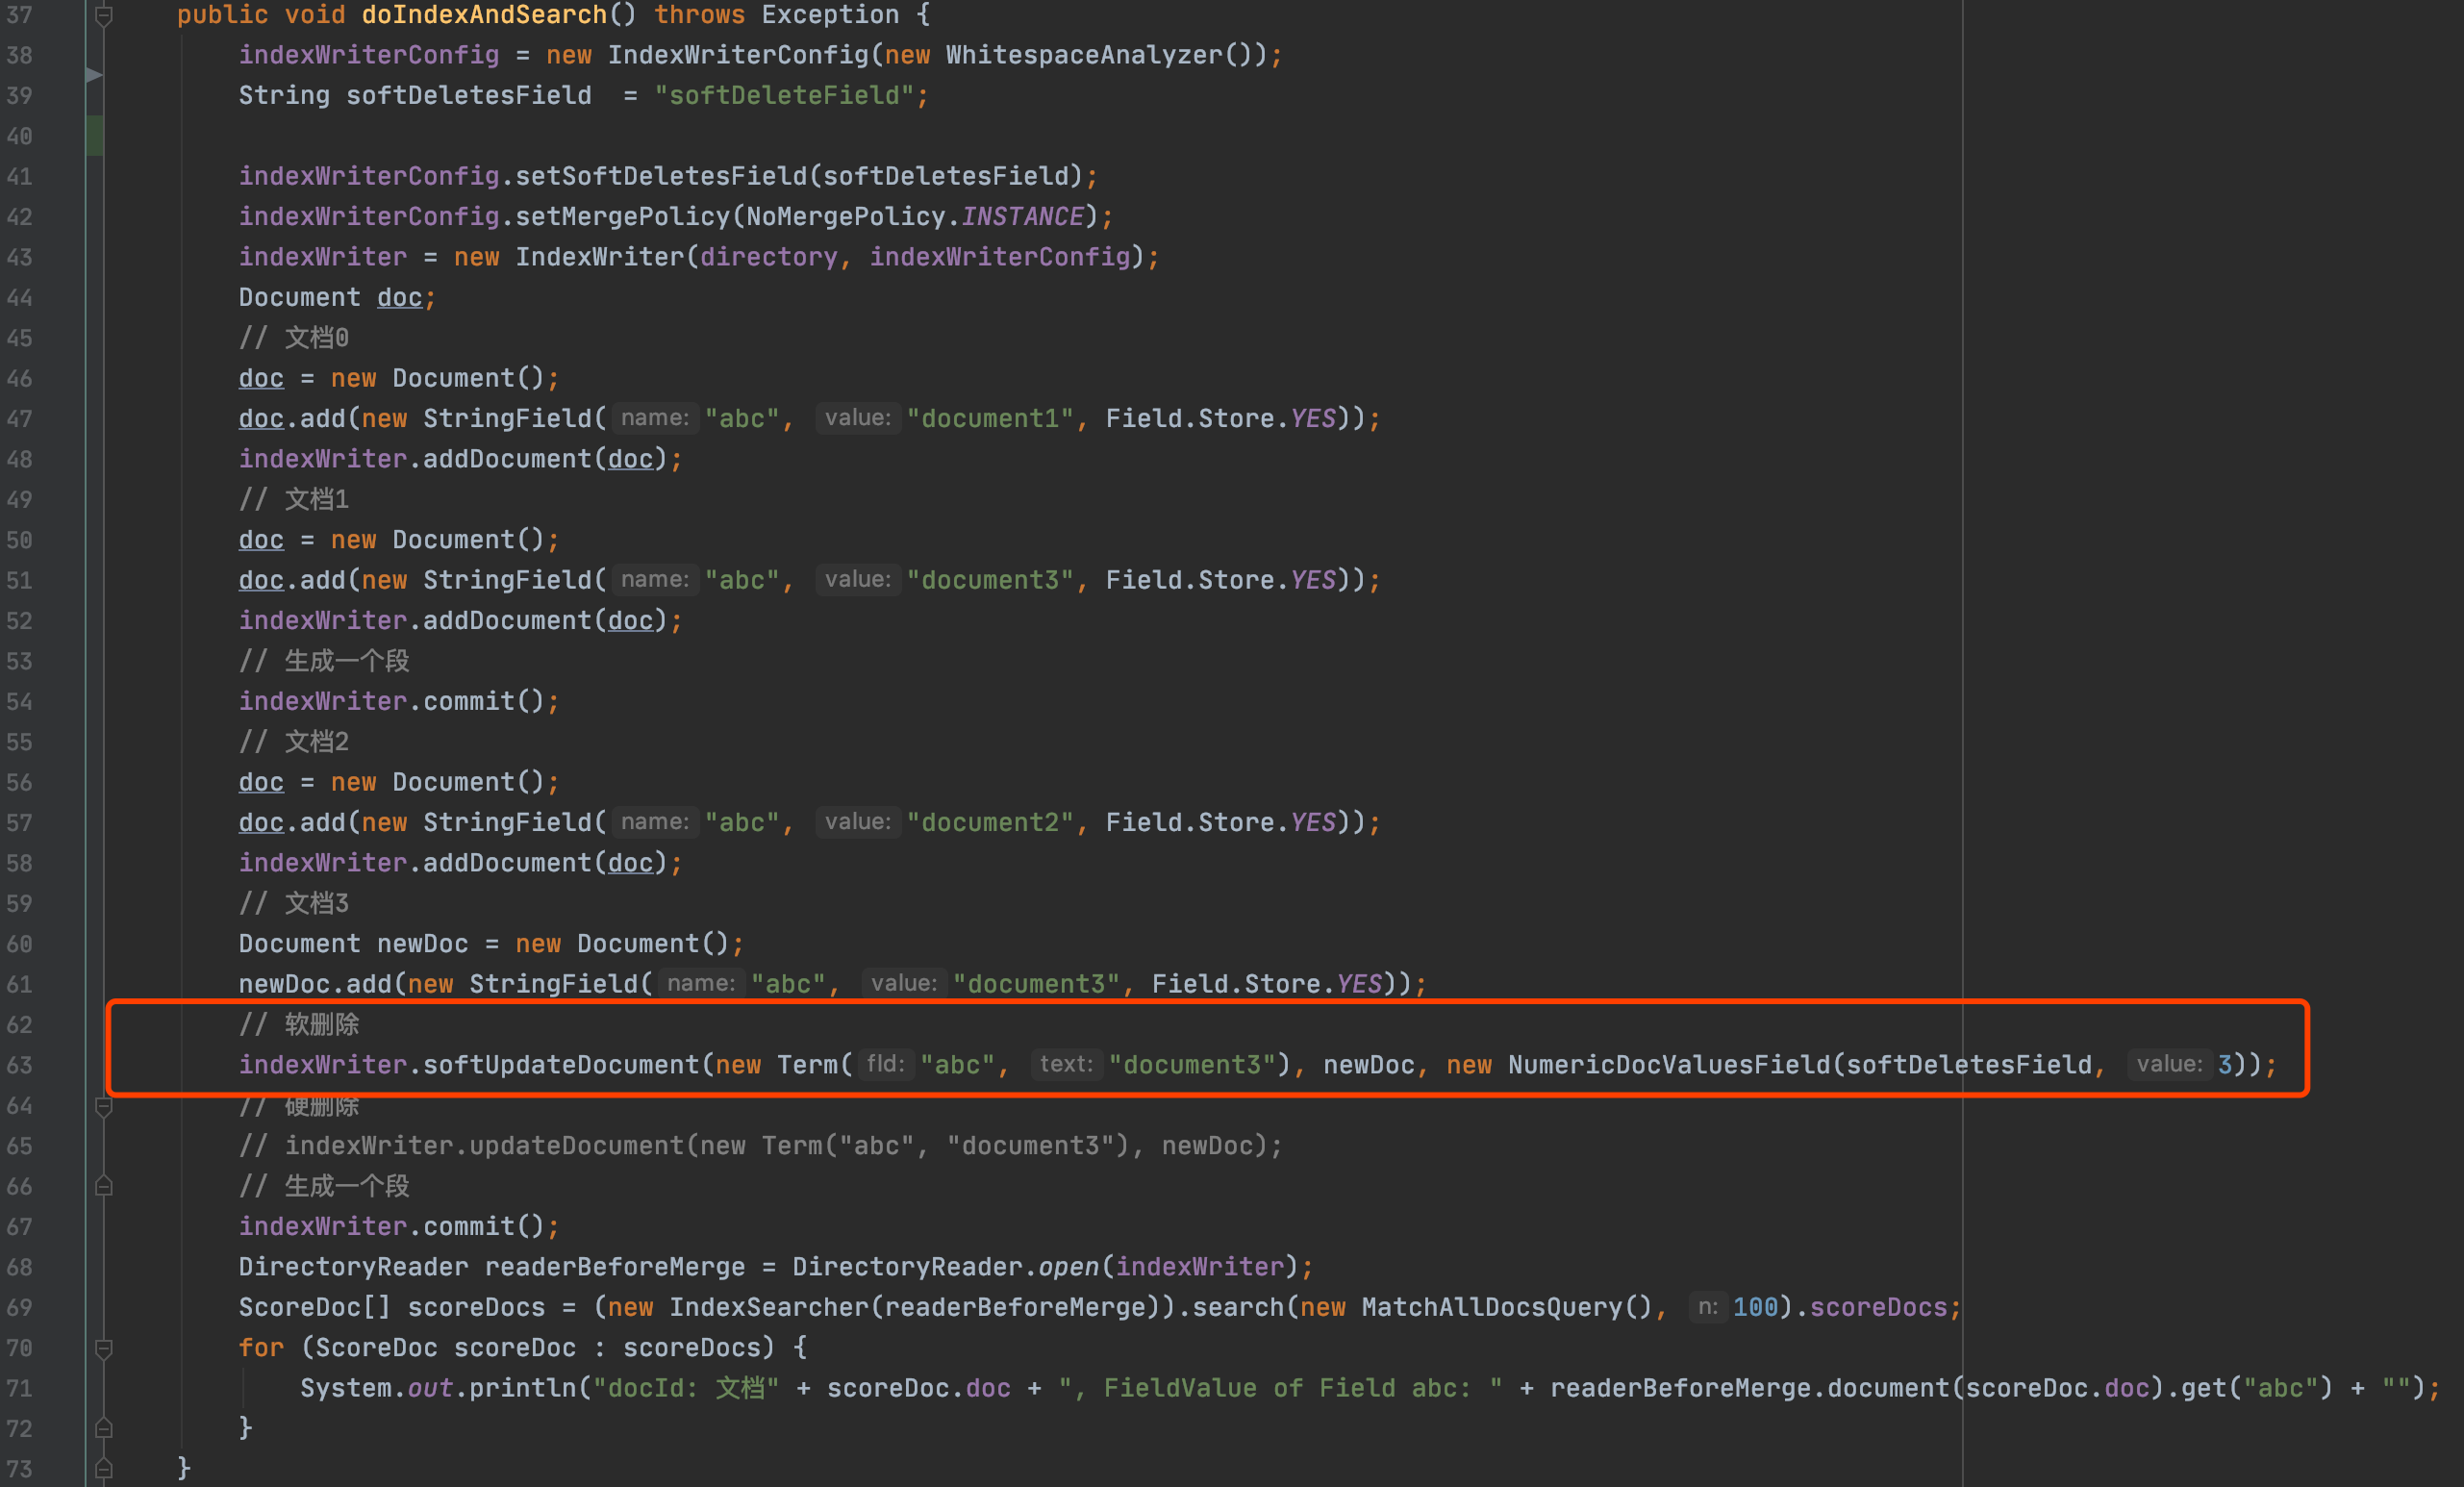 37 public void doIndexAndSearch() throws Exception {
38 indexWriterConfig = new IndexWriterConfig(new WhitespaceAnalyzer());
39 String softDeletesField  = "softDeleteField";
40
41 indexWriterConfig.setSoftDeletesField(softDeletesField);
42 indexWriterConfig.setMergePolicy(NoMergePolicy.INSTANCE);
43 indexWriter = new IndexWriter(directory, indexWriterConfig);
44 Document doc;
45 // 文档0
46 doc = new Document();
47 doc.add(new StringField( name: "abc", value: "document1", Field.Store.YES));
48 indexWriter.addDocument(doc);
49 // 文档1
50 doc = new Document();
51 doc.add(new StringField( name: "abc", value: "document3", Field.Store.YES));
52 indexWriter.addDocument(doc);
53 // 生成一个段
54 indexWriter.commit();
55 // 文档2
56 doc = new Document();
57 doc.add(new StringField( name: "abc", value: "document2", Field.Store.YES));
58 indexWriter.addDocument(doc);
59 // 文档3
60 Document newDoc = new Document();
61 newDoc.add(new StringField( name: "abc", value: "document3", Field.Store.YES));
62 // 软删除
63 indexWriter.softUpdateDocument(new Term( fld: "abc", text: "document3"), newDoc, new NumericDocValuesField(softDeletesField, value: 3));
64 // 硬删除
65 // indexWriter.updateDocument(new Term("abc", "document3"), newDoc);
66 // 生成一个段
67 indexWriter.commit();
68 DirectoryReader readerBeforeMerge = DirectoryReader.open(indexWriter);
69 ScoreDoc[] scoreDocs = (new IndexSearcher(readerBeforeMerge)).search(new MatchAllDocsQuery(), n: 100).scoreDocs;
70 for (ScoreDoc scoreDoc : scoreDocs) {
71 System.out.println("docId: 文档" + scoreDoc.doc + ", FieldValue of Field abc: " + readerBeforeMerge.document(scoreDoc.doc).get("abc") + "");
72 }
73 }